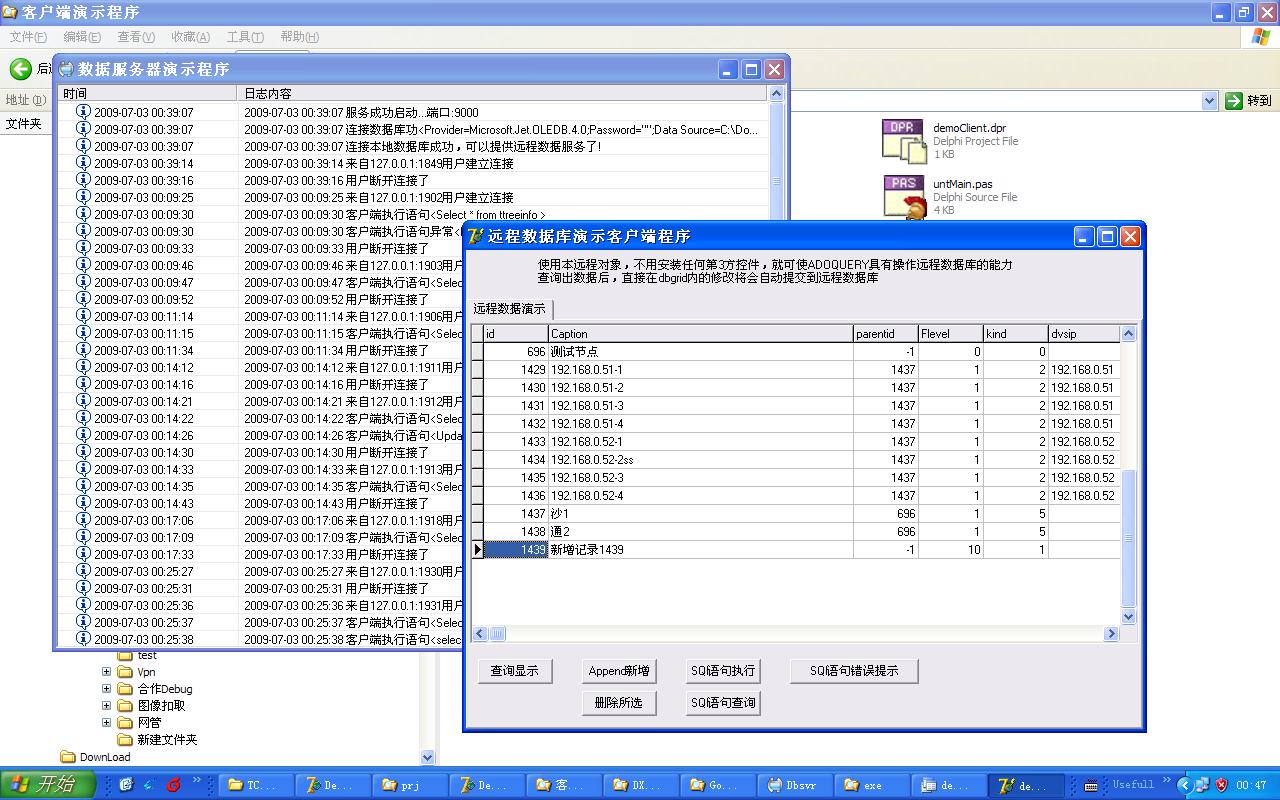 客户端演示程序
文件(F) 编辑(E) 查看(V) 收藏(A) 工具(T) 帮助(H)
后退
地址(D) 转到
文件夹
demoClient.dpr
Delphi Project File
1 KB
untMain.pas
Delphi Source File
4 KB
数据服务器演示程序
时间 日志内容
2009-07-03 00:39:07 2009-07-03 00:39:07 服务成功启动...端口:9000
2009-07-03 00:39:07 2009-07-03 00:39:07 连接数据库功<Provider=Microsoft.Jet.OLEDB.4.0;Password="";Data Source=C:\Do...
2009-07-03 00:39:07 2009-07-03 00:39:07 连接本地数据库成功，可以提供远程数据服务了!
2009-07-03 00:39:14 2009-07-03 00:39:14 来自127.0.0.1:1849用户建立连接
2009-07-03 00:39:16 2009-07-03 00:39:16 用户断开连接了
2009-07-03 00:09:25 2009-07-03 00:09:25 来自127.0.0.1:1902用户建立连接
2009-07-03 00:09:30 2009-07-03 00:09:30 客户端执行语句<Select * from ttreeinfo >
2009-07-03 00:09:30 2009-07-03 00:09:30 客户端执行语句异常<
2009-07-03 00:09:33 2009-07-03 00:09:33 用户断开连接了
2009-07-03 00:09:46 2009-07-03 00:09:46 来自127.0.0.1:1903用户
2009-07-03 00:09:47 2009-07-03 00:09:47 客户端执行语句<Selec
2009-07-03 00:09:52 2009-07-03 00:09:52 用户断开连接了
2009-07-03 00:11:14 2009-07-03 00:11:14 来自127.0.0.1:1906用户
2009-07-03 00:11:15 2009-07-03 00:11:15 客户端执行语句<Selec
2009-07-03 00:11:34 2009-07-03 00:11:34 用户断开连接了
2009-07-03 00:14:12 2009-07-03 00:14:12 来自127.0.0.1:1911用户
2009-07-03 00:14:16 2009-07-03 00:14:16 用户断开连接了
2009-07-03 00:14:21 2009-07-03 00:14:21 来自127.0.0.1:1912用户
2009-07-03 00:14:22 2009-07-03 00:14:22 客户端执行语句<Selec
2009-07-03 00:14:26 2009-07-03 00:14:26 客户端执行语句<Upda
2009-07-03 00:14:30 2009-07-03 00:14:30 用户断开连接了
2009-07-03 00:14:33 2009-07-03 00:14:33 来自127.0.0.1:1913用户
2009-07-03 00:14:35 2009-07-03 00:14:35 客户端执行语句<Selec
2009-07-03 00:14:43 2009-07-03 00:14:43 用户断开连接了
2009-07-03 00:17:06 2009-07-03 00:17:06 来自127.0.0.1:1918用户
2009-07-03 00:17:09 2009-07-03 00:17:09 客户端执行语句<Selec
2009-07-03 00:17:33 2009-07-03 00:17:33 用户断开连接了
2009-07-03 00:25:27 2009-07-03 00:25:27 来自127.0.0.1:1930用户
2009-07-03 00:25:31 2009-07-03 00:25:31 用户断开连接了
2009-07-03 00:25:36 2009-07-03 00:25:36 来自127.0.0.1:1931用户
2009-07-03 00:25:37 2009-07-03 00:25:37 客户端执行语句<Selec
2009-07-03 00:25:38 2009-07-03 00:25:38 客户端执行语句<selec
远程数据库演示客户端程序
使用本远程对象，不用安装任何第3方控件，就可使ADOQUERY具有操作远程数据库的能力
查询出数据后，直接在dbgrid内的修改将会自动提交到远程数据库
远程数据演示
id Caption parentid Flevel kind dvsip
696 测试节点 -1 0 0
1429 192.168.0.51-1 1437 1 2 192.168.0.51
1430 192.168.0.51-2 1437 1 2 192.168.0.51
1431 192.168.0.51-3 1437 1 2 192.168.0.51
1432 192.168.0.51-4 1437 1 2 192.168.0.51
1433 192.168.0.52-1 1437 1 2 192.168.0.52
1434 192.168.0.52-2ss 1437 1 2 192.168.0.52
1435 192.168.0.52-3 1437 1 2 192.168.0.52
1436 192.168.0.52-4 1437 1 2 192.168.0.52
1437 沙1 696 1 5
1438 通2 696 1 5
1439 新增记录1439 -1 10 1
查询显示 Append新增 SQl语句执行 SQl语句错误提示
删除所选 SQl语句查询
test
Vpn
合作Debug
图像扣取
网管
新建文件夹
DownLoad
开始 TC... De... prj De... 客... DX... Go... Dbsvr exe de... de... Usefull 00:47